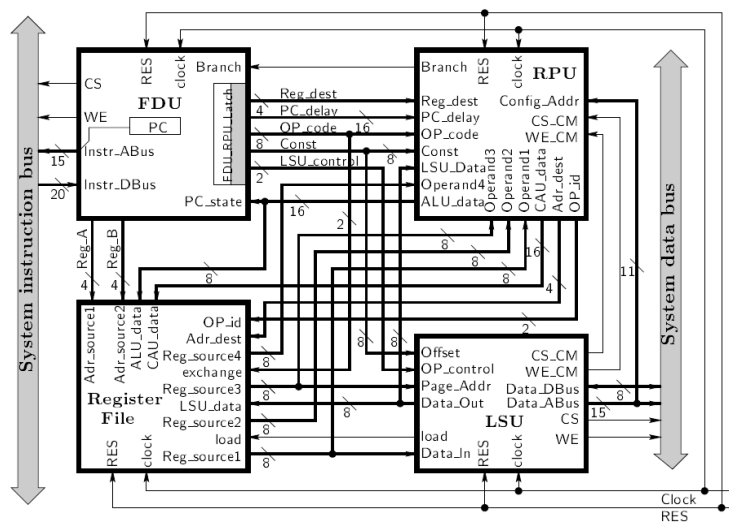 System instruction bus
System data bus
RES
clock
CS
WE
15
Instr_ABus
20
Instr_DBus
FDU
PC
FDU_RPU_Latch
Branch
PC_state
Reg_dest
4
PC_delay
16
OP_code
8
Const
8
LSU_control
2
16
2
RES
clock
RPU
Branch
Reg_dest
PC_delay
OP_code
Const
LSU_Data
Operand4
ALU_data
Config_Addr
CS_CM
WE_CM
Operand3
Operand2
Operand1
CAU_data
Adr_dest
OP_id
Reg_A
Reg_B
4
4
8
8
8
8
8
16
4
11
2
8
8
Adr_source1
Adr_source2
ALU_data
CAU_data
OP_id
Adr_dest
Reg_source4
8
exchange
Reg_source3
8
LSU_data
8
Reg_source2
8
load
Reg_source1
8
Register
File
RES
clock
Offset
OP_control
Page_Addr
Data_Out
load
Data_In
LSU
CS_CM
WE_CM
Data_DBus
8
Data_ABus
15
CS
WE
RES
clock
Clock
RES